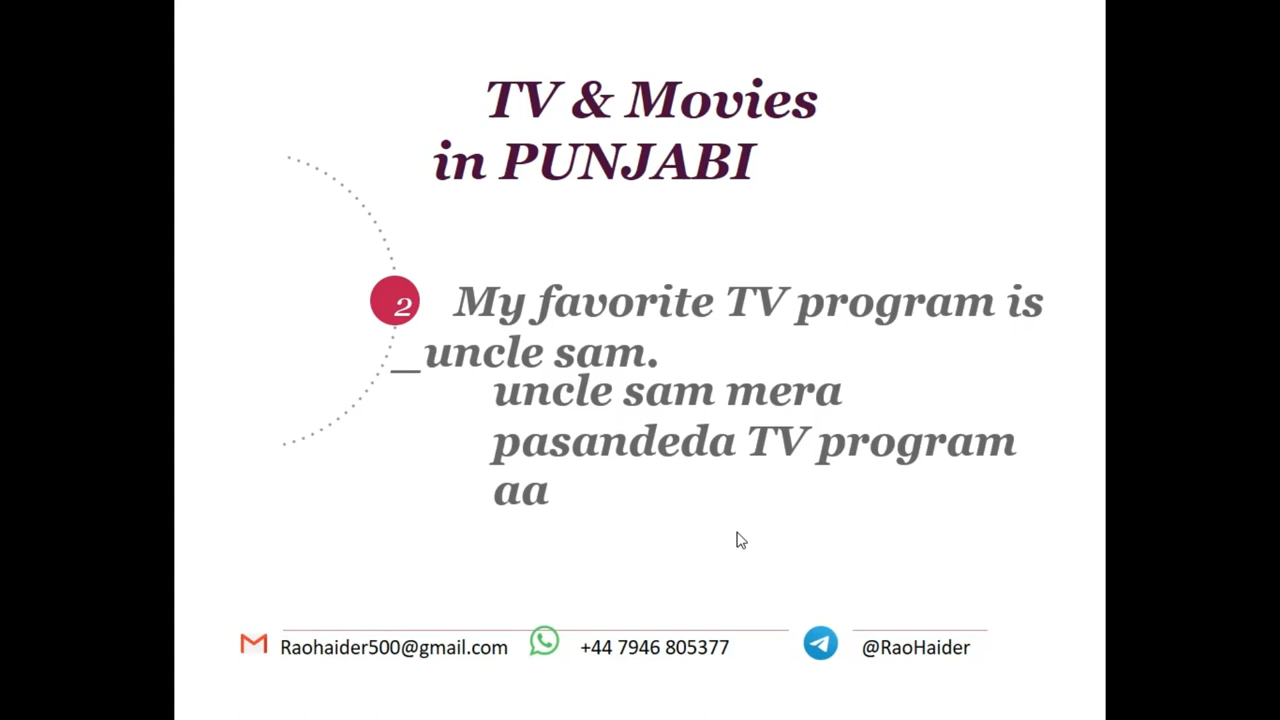 TV & Movies
in PUNJABI
2 My favorite TV program is
_uncle sam.
uncle sam mera
pasandeda TV program
aa
Raohaider500@gmail.com +44 7946 805377 @RaoHaider